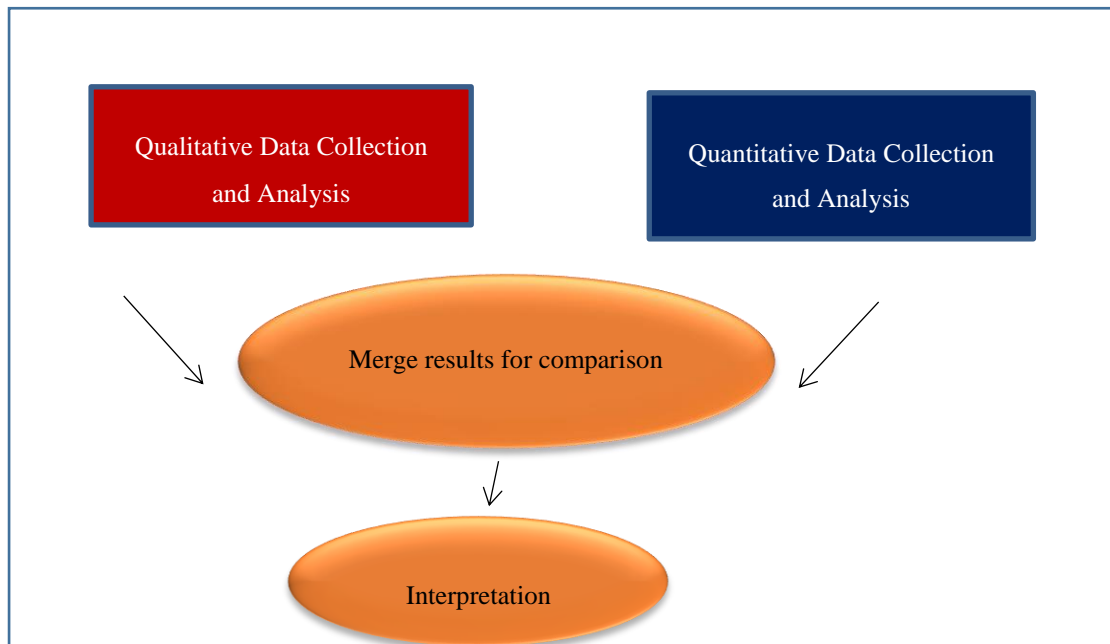 Qualitative Data Collection
and Analysis
Quantitative Data Collection
and Analysis
Merge results for comparison
Interpretation